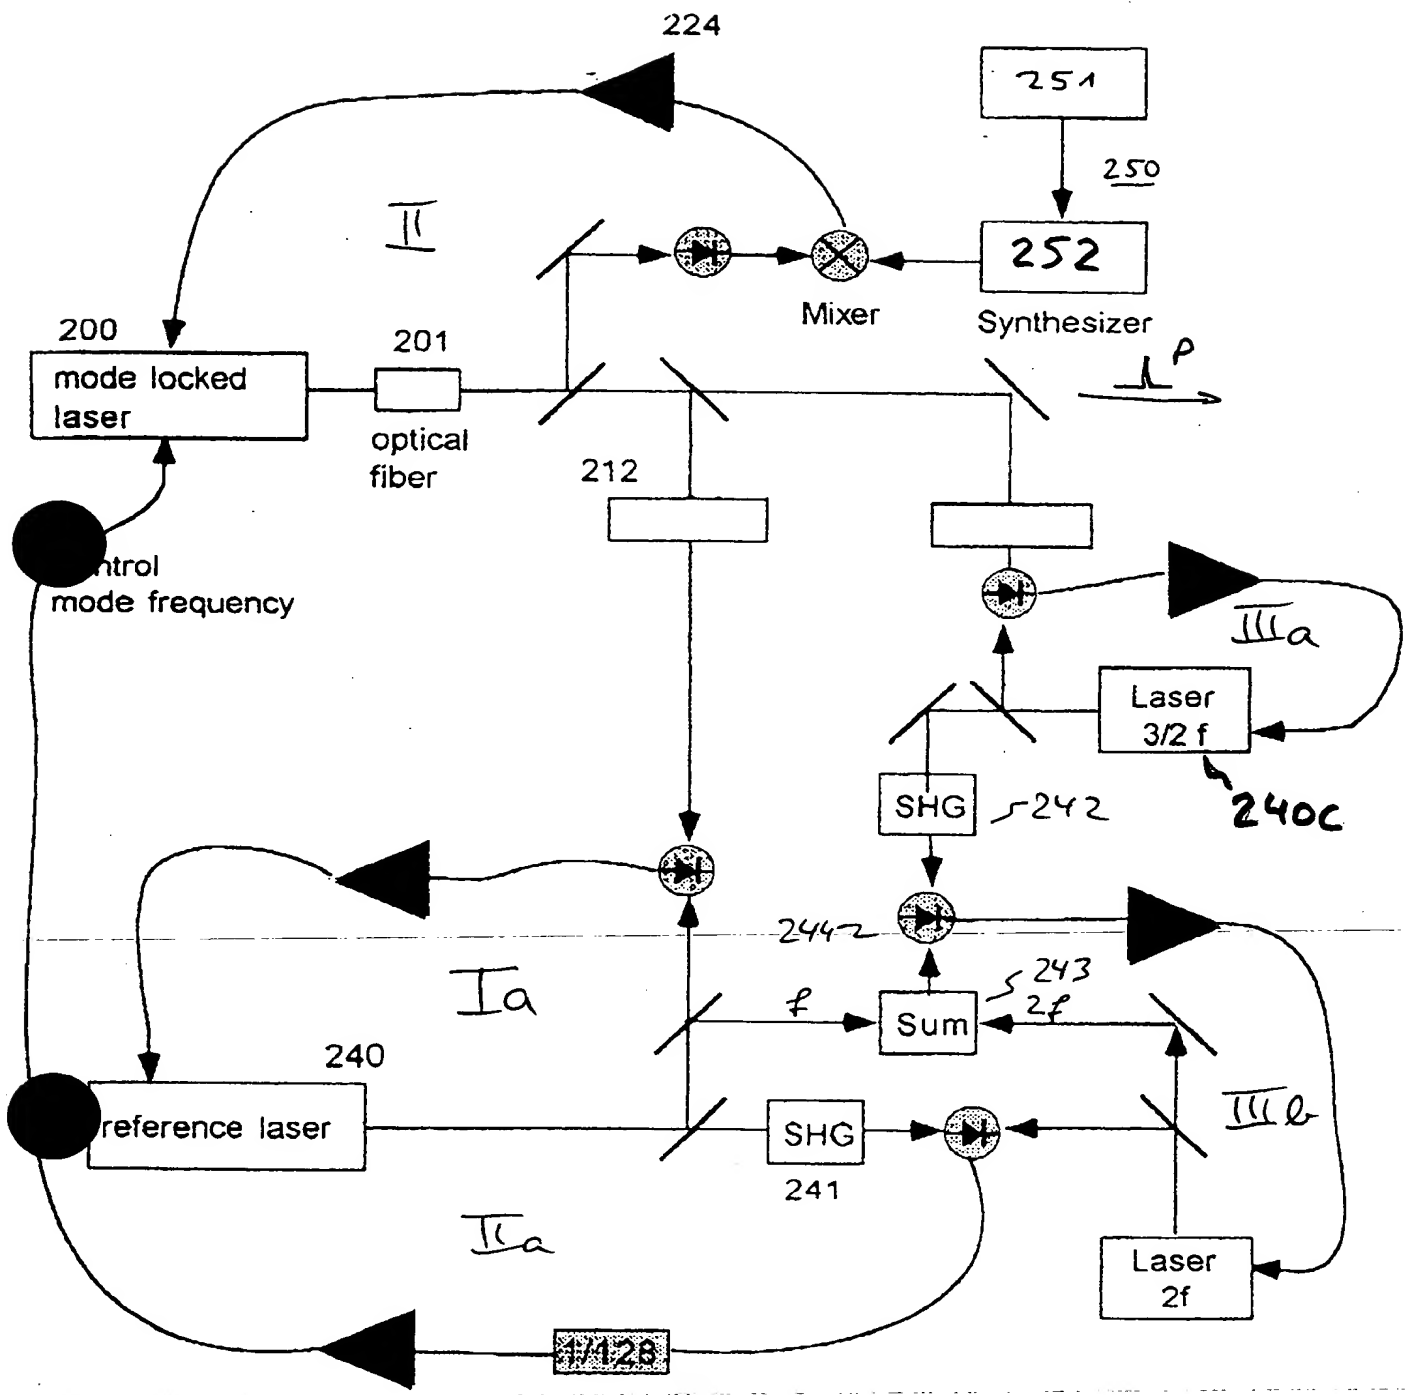 224
251
250
II
252
Mixer
Synthesizer
200
201
P
mode locked
laser
optical
fiber
212
ntrol
mode frequency
IIIa
Laser
3/2 f
SHG
242
240c
244
Ia
f
243
2f
Sum
240
IIIb
reference laser
SHG
241
IIa
Laser
2f
1/128